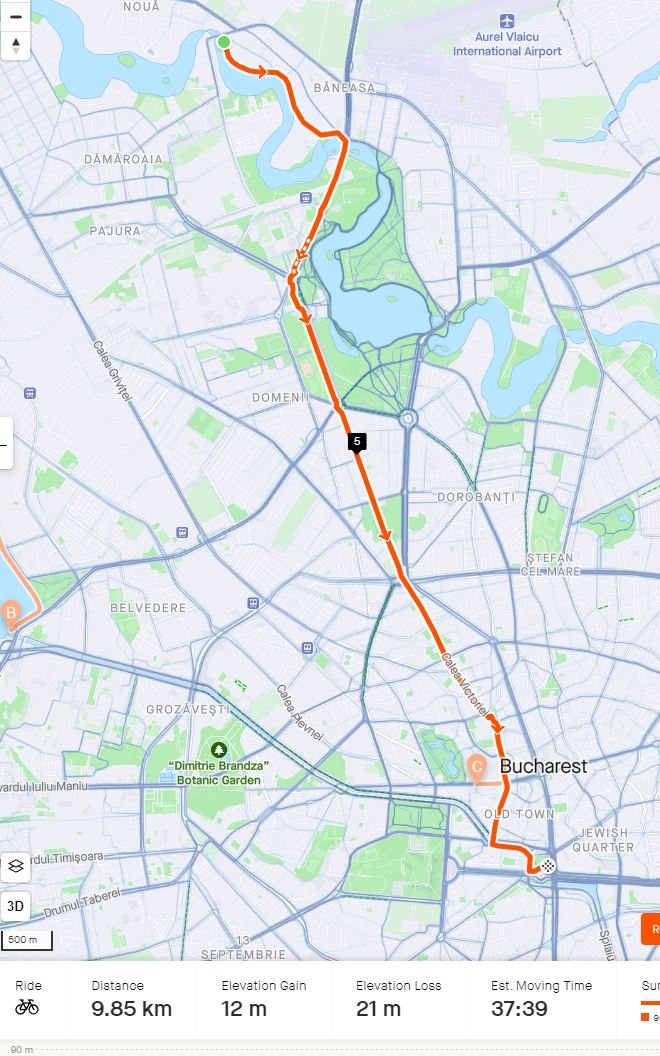 NOUĂ
Aurel Vlaicu
International Airport
BĂNEASA
DĂMĂROAIA
PAJURA
Calea Griviței
DOMENII
5
DOROBANȚI
ȘTEFAN
CEL MARE
B
BELVEDERE
Calea Victoriei
Calea Plevnei
GROZĂVEȘTI
"Dimitrie Brandza"
Botanic Garden
C
Bucharest
OLD TOWN
JEWISH
QUARTER
3D
Drumul Taberei
500 m
13
SEPTEMBRIE
Ride
Distance
Elevation Gain
Elevation Loss
Est. Moving Time
9.85 km
12 m
21 m
37:39
90 m